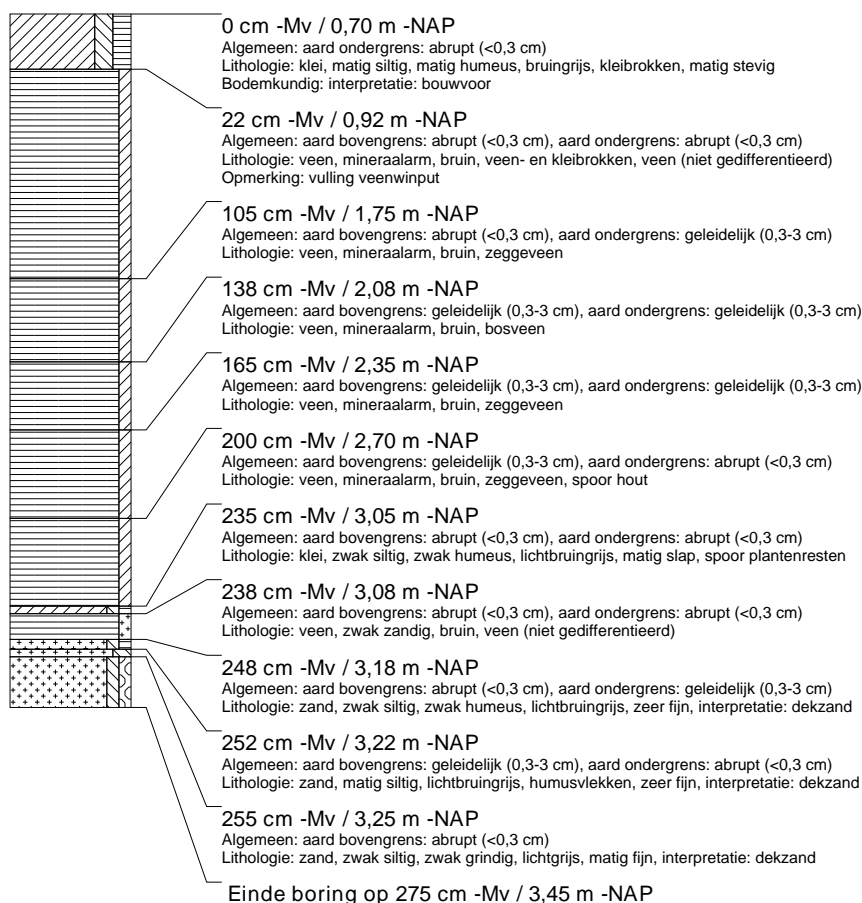 0 cm -Mv / 0,70 m -NAP
Algemeen: aard ondergrens: abrupt (<0,3 cm)
Lithologie: klei, matig siltig, matig humeus, bruingrijs, kleibrokken, matig stevig
Bodemkundig: interpretatie: bouwvoor
22 cm -Mv / 0,92 m -NAP
Algemeen: aard bovengrens: abrupt (<0,3 cm), aard ondergrens: abrupt (<0,3 cm)
Lithologie: veen, mineraalarm, bruin, veen- en kleibrokken, veen (niet gedifferentieerd)
Opmerking: vulling veenwinput
105 cm -Mv / 1,75 m -NAP
Algemeen: aard bovengrens: abrupt (<0,3 cm), aard ondergrens: geleidelijk (0,3-3 cm)
Lithologie: veen, mineraalarm, bruin, zeggeveen
138 cm -Mv / 2,08 m -NAP
Algemeen: aard bovengrens: geleidelijk (0,3-3 cm), aard ondergrens: geleidelijk (0,3-3 cm)
Lithologie: veen, mineraalarm, bruin, bosveen
165 cm -Mv / 2,35 m -NAP
Algemeen: aard bovengrens: geleidelijk (0,3-3 cm), aard ondergrens: geleidelijk (0,3-3 cm)
Lithologie: veen, mineraalarm, bruin, zeggeveen
200 cm -Mv / 2,70 m -NAP
Algemeen: aard bovengrens: geleidelijk (0,3-3 cm), aard ondergrens: abrupt (<0,3 cm)
Lithologie: veen, mineraalarm, bruin, zeggeveen, spoor hout
235 cm -Mv / 3,05 m -NAP
Algemeen: aard bovengrens: abrupt (<0,3 cm), aard ondergrens: abrupt (<0,3 cm)
Lithologie: klei, zwak siltig, zwak humeus, lichtbruingrijs, matig slap, spoor plantenresten
238 cm -Mv / 3,08 m -NAP
Algemeen: aard bovengrens: abrupt (<0,3 cm), aard ondergrens: abrupt (<0,3 cm)
Lithologie: veen, zwak zandig, bruin, veen (niet gedifferentieerd)
248 cm -Mv / 3,18 m -NAP
Algemeen: aard bovengrens: abrupt (<0,3 cm), aard ondergrens: geleidelijk (0,3-3 cm)
Lithologie: zand, zwak siltig, zwak humeus, lichtbruingrijs, zeer fijn, interpretatie: dekzand
252 cm -Mv / 3,22 m -NAP
Algemeen: aard bovengrens: geleidelijk (0,3-3 cm), aard ondergrens: abrupt (<0,3 cm)
Lithologie: zand, matig siltig, lichtbruingrijs, humusvlekken, zeer fijn, interpretatie: dekzand
255 cm -Mv / 3,25 m -NAP
Algemeen: aard bovengrens: abrupt (<0,3 cm)
Lithologie: zand, zwak siltig, zwak grindig, lichtgrijs, matig fijn, interpretatie: dekzand
Einde boring op 275 cm -Mv / 3,45 m -NAP